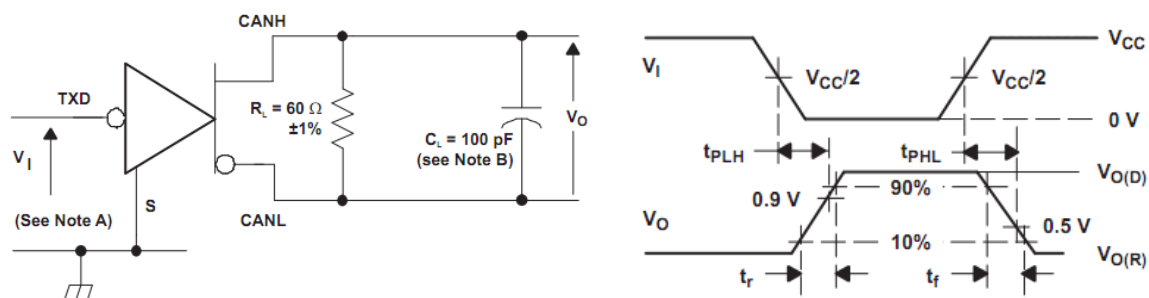 CANH
TXD
R_L = 60 Ω
±1%
C_L = 100 pF
(see Note B)
V_O
V_I
(See Note A)
S
CANL
V_CC
V_I
V_CC/2
V_CC/2
0 V
t_PLH
t_PHL
V_O(D)
90%
0.9 V
V_O
0.5 V
10%
V_O(R)
t_r
t_f